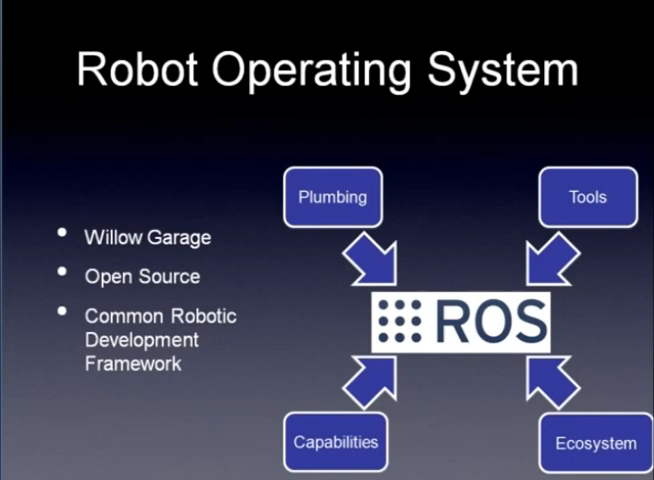 Robot Operating System
Plumbing
Tools
• Willow Garage
• Open Source
• Common Robotic
Development
Framework
ROS
Capabilities
Ecosystem